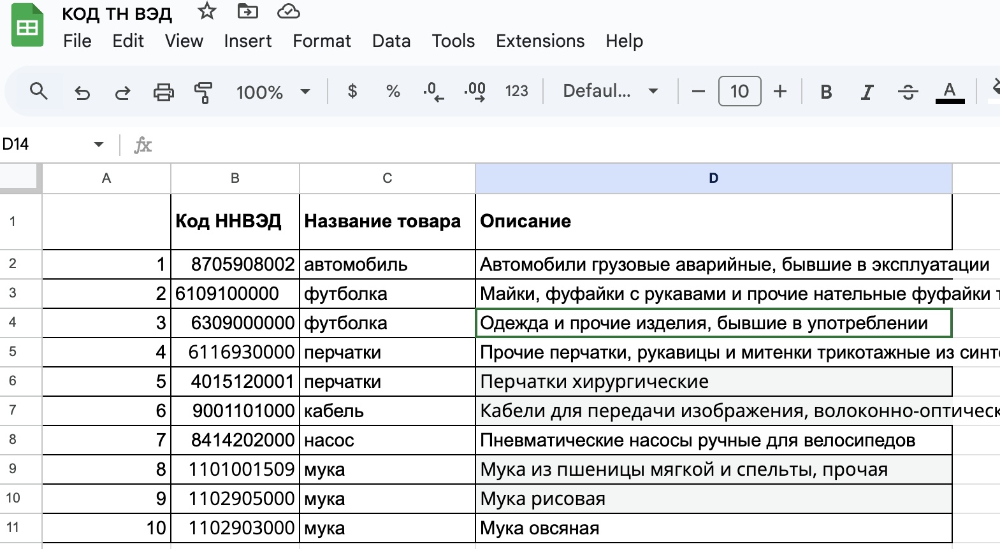 КОД ТН ВЭД
File Edit View Insert Format Data Tools Extensions Help
100% $ % .0 .00 123 Defaul... 10 B I S A
D14 fx
A B C D
1 Код ННВЭД Название товара Описание
2 1 8705908002 автомобиль Автомобили грузовые аварийные, бывшие в эксплуатации
3 2 6109100000 футболка Майки, фуфайки с рукавами и прочие нательные фуфайки
4 3 6309000000 футболка Одежда и прочие изделия, бывшие в употреблении
5 4 6116930000 перчатки Прочие перчатки, рукавицы и митенки трикотажные из
6 5 4015120001 перчатки Перчатки хирургические
7 6 9001101000 кабель Кабели для передачи изображения, волоконно-оптическ
8 7 8414202000 насос Пневматические насосы ручные для велосипедов
9 8 1101001509 мука Мука из пшеницы мягкой и спельты, прочая
10 9 1102905000 мука Мука рисовая
11 10 1102903000 мука Мука овсяная